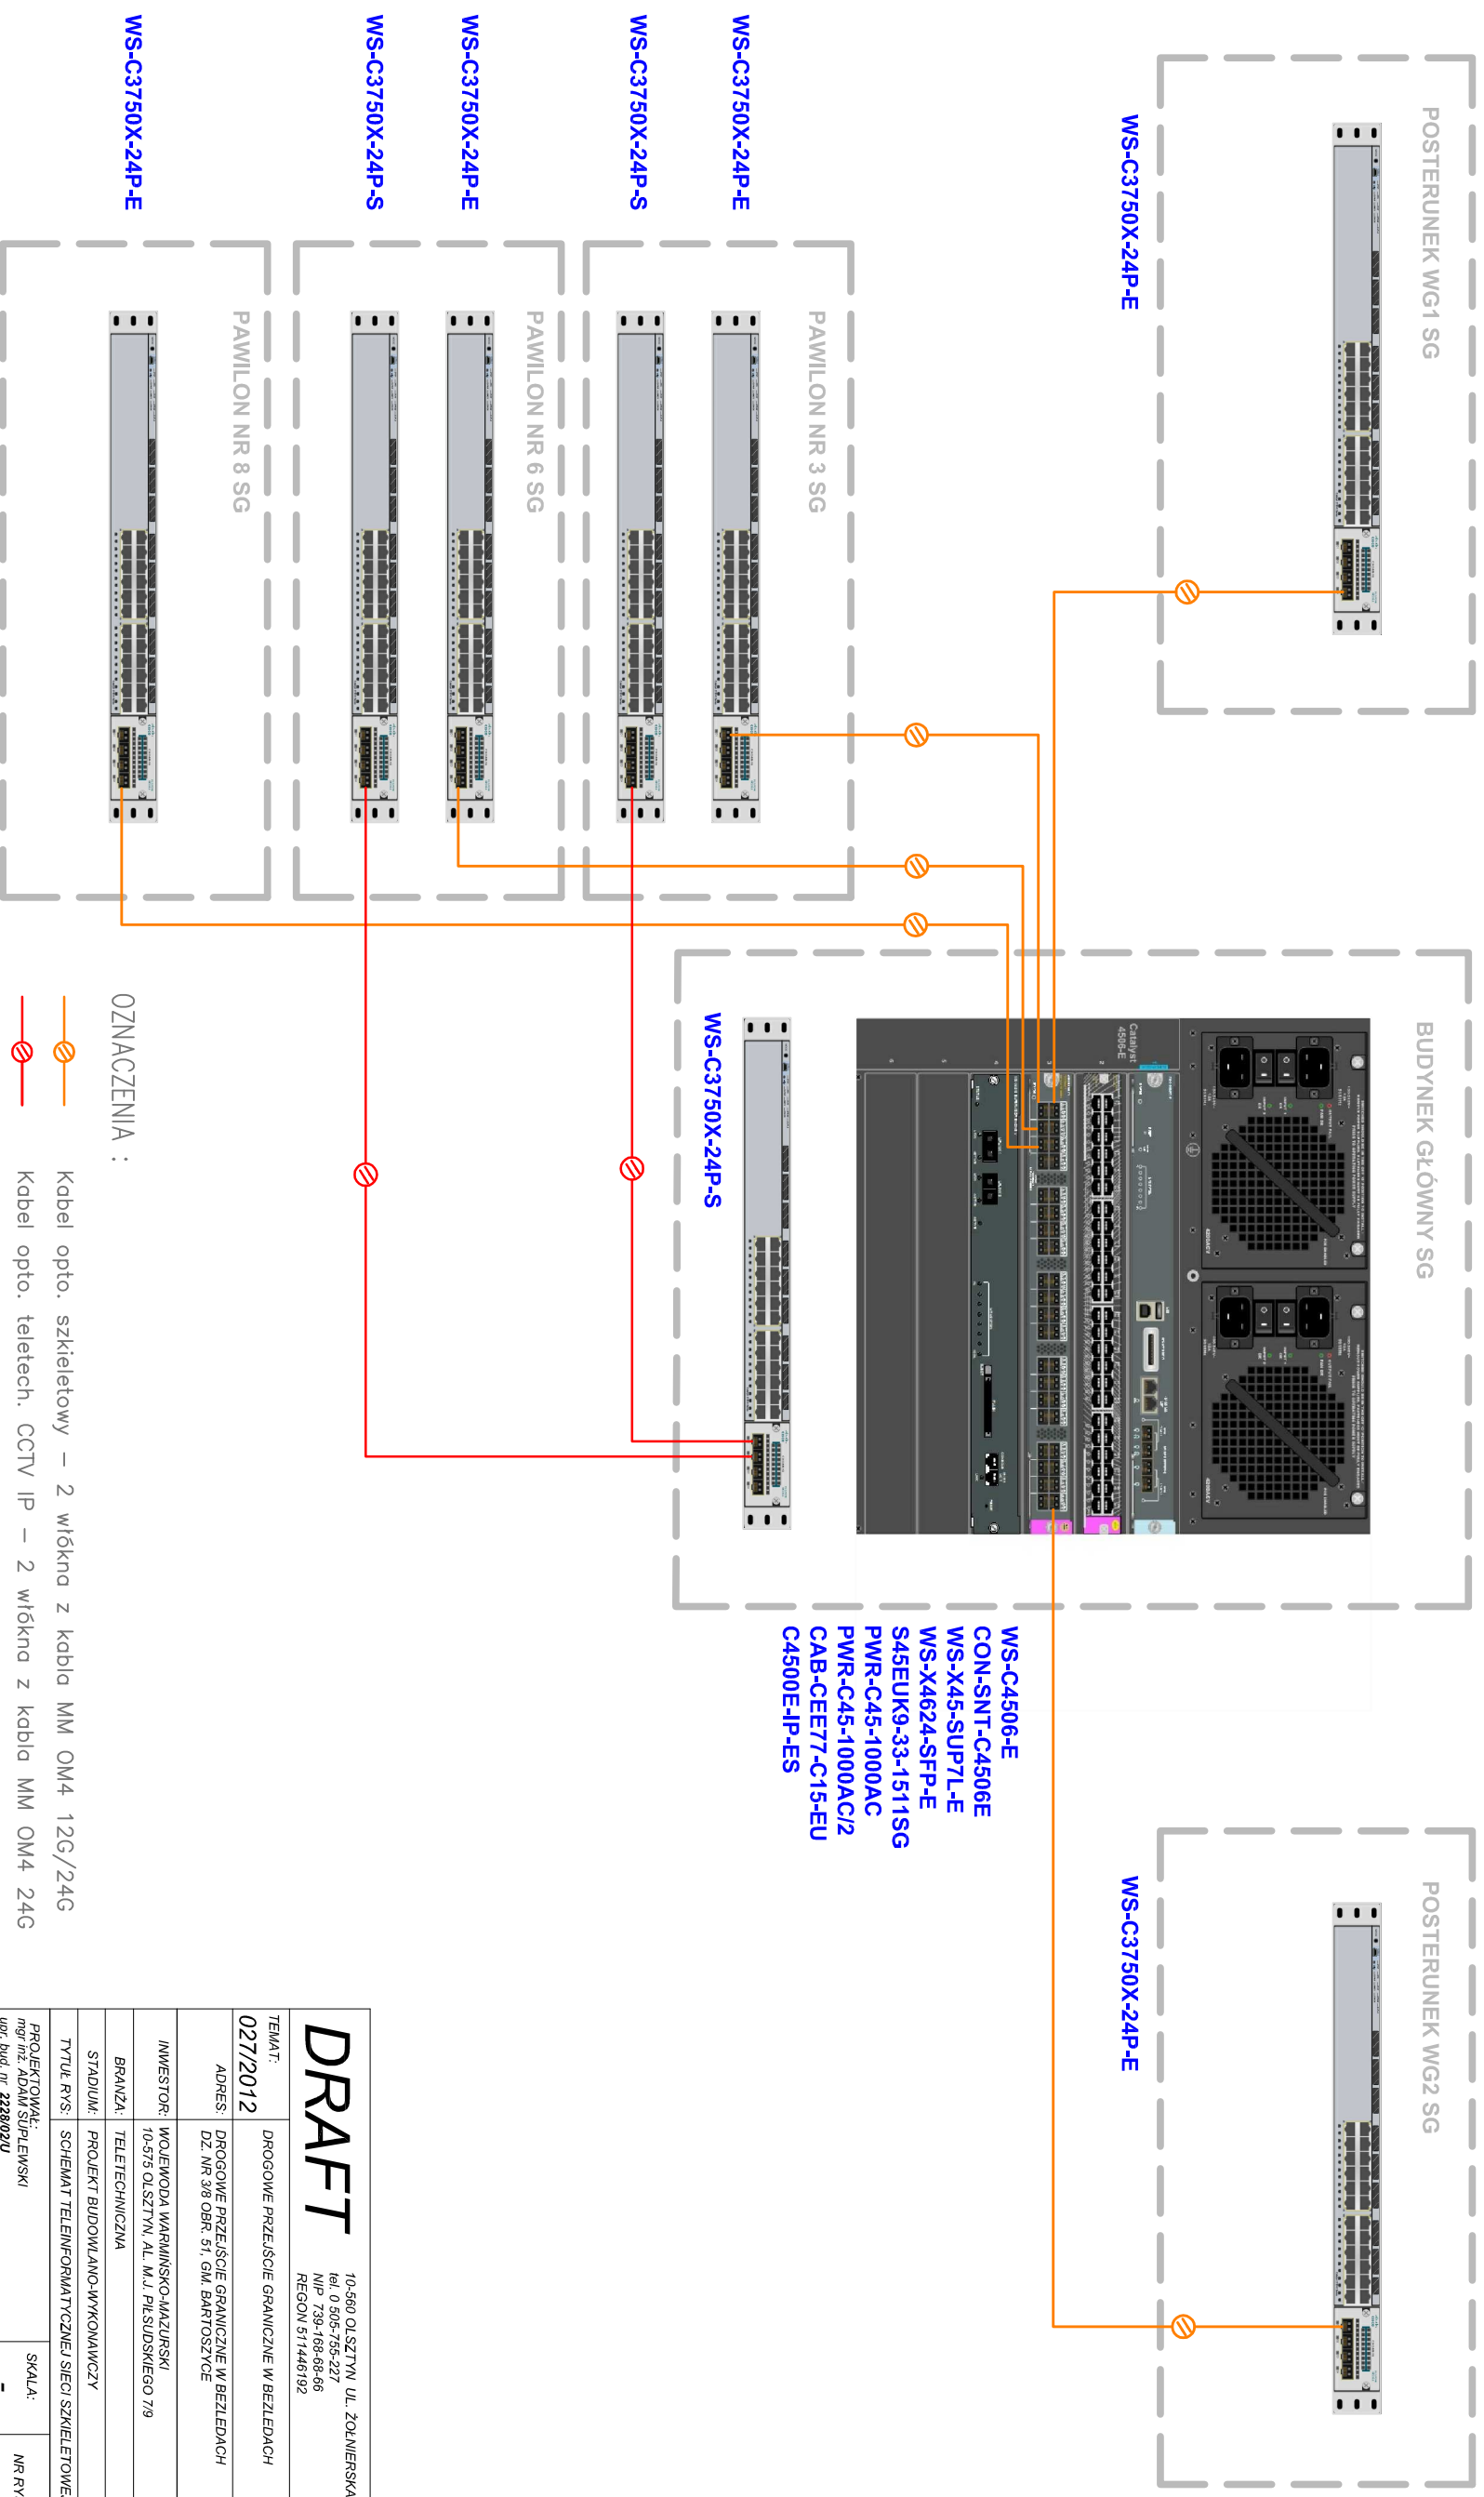 POSTERUNEK WG1 SG
WS-C3750X-24P-E
BUDYNEK GŁÓWNY SG
Catalyst
4506-E
WS-C3750X-24P-S
WS-C4506-E
CON-SNT-C4506E
WS-X45-SUP7L-E
WS-X4624-SFP-E
S45EUK9-33-1511SG
PWR-C45-1000AC
PWR-C45-1000AC/2
CAB-CEE77-C15-EU
C4500E-IP-ES
POSTERUNEK WG2 SG
WS-C3750X-24P-E
PAWILON NR 3 SG
WS-C3750X-24P-E
WS-C3750X-24P-S
PAWILON NR 6 SG
WS-C3750X-24P-E
WS-C3750X-24P-S
PAWILON NR 8 SG
WS-C3750X-24P-E
OZNACZENIA :
Kabel opto. szkieletowy – 2 włókna z kabla MM OM4 12G/24G
Kabel opto. teletech. CCTV IP – 2 włókna z kabla MM OM4 24G
DRAFT
10-560 OLSZTYN UL. ŻOŁNIERSKA
tel. 0 505-755-227
NIP 739-168-68-66
REGON 511446192
TEMAT:
027/2012
DROGOWE PRZEJŚCIE GRANICZNE W BEZLEDACH
ADRES:
DROGOWE PRZEJŚCIE GRANICZNE W BEZLEDACH
DZ. NR 3/8 OBR. 51, GM. BARTOSZYCE
INWESTOR:
WOJEWODA WARMIŃSKO-MAZURSKI
10-575 OLSZTYN, AL. M.J. PIŁSUDSKIEGO 7/9
BRANŻA:
TELETECHNICZNA
STADIUM:
PROJEKT BUDOWLANO-WYKONAWCZY
TYTUŁ RYS:
SCHEMAT TELEINFORMATYCZNEJ SIECI SZKIELETOWEJ
PROJEKTOWAŁ:
mgr inż. ADAM SUPLEWSKI
upr. bud. nr 2228/02/U
SKALA:
-
NR RY